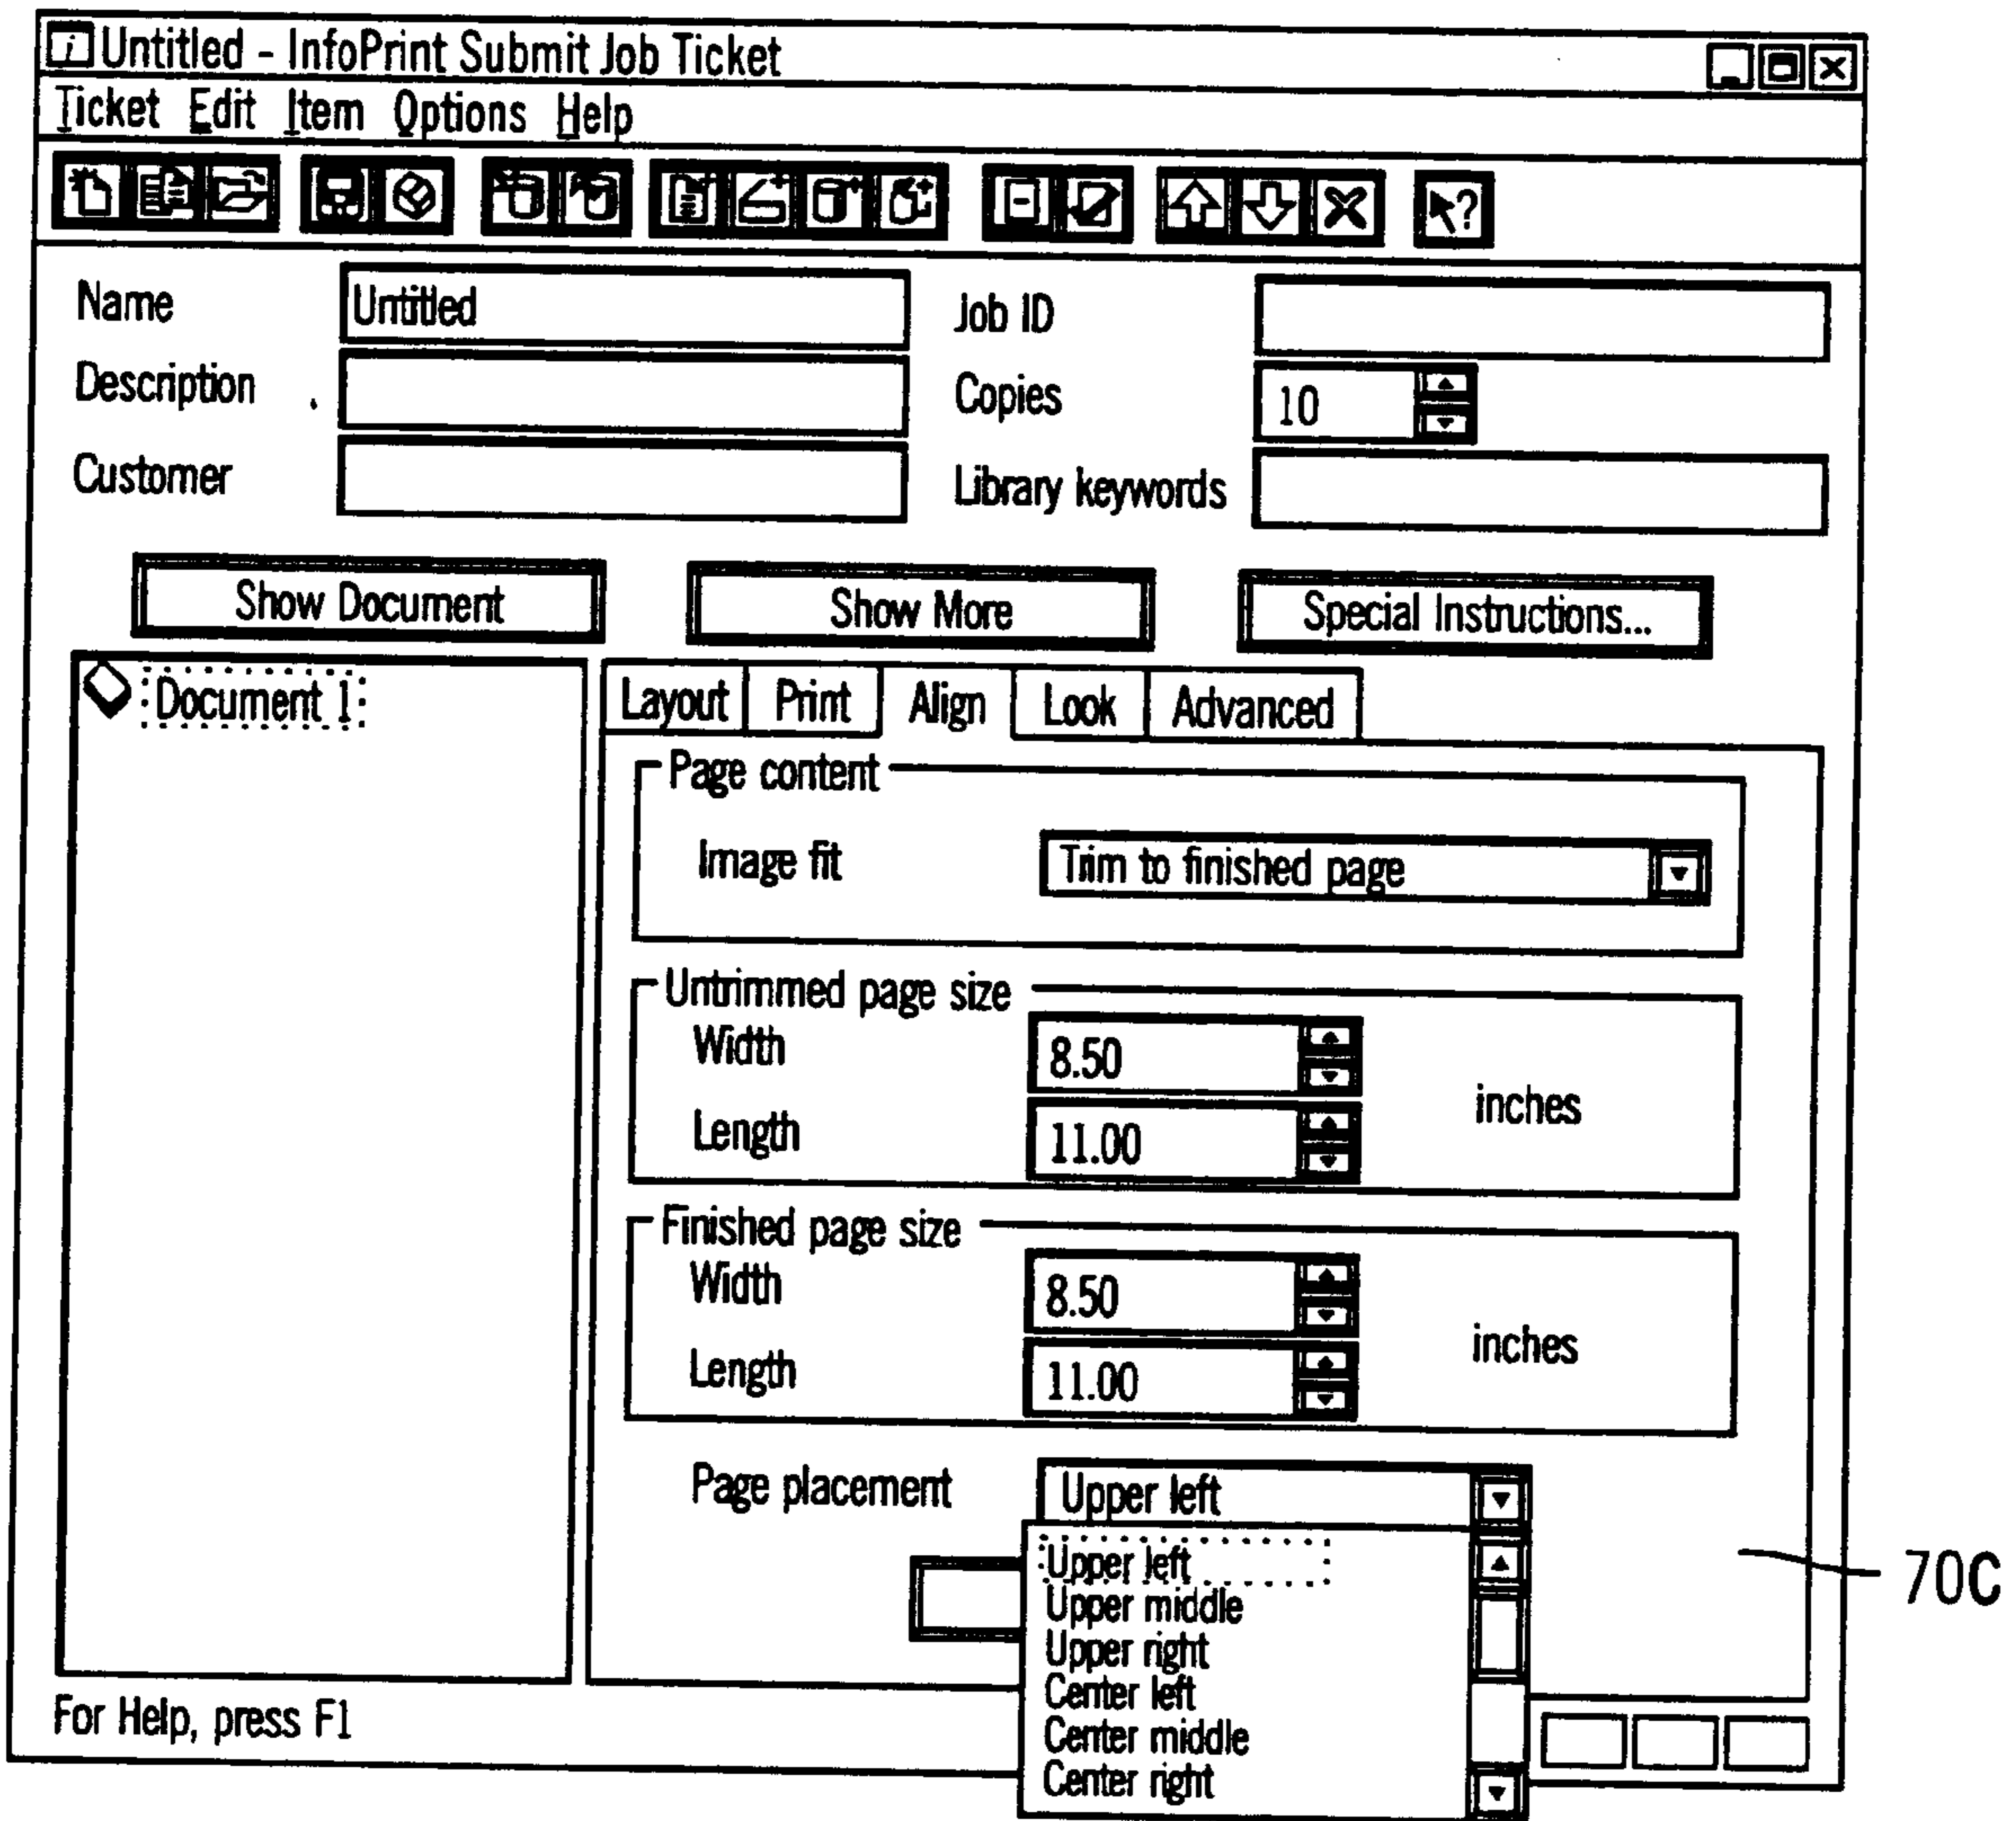 Untitled - InfoPrint Submit Job Ticket
Ticket Edit Item Options Help
Name Untitled Job ID
Description Copies 10
Customer Library keywords
Show Document Show More Special Instructions...
Document 1
Layout Print Align Look Advanced
Page content
Image fit Trim to finished page
Untrimmed page size
Width 8.50
inches
Length 11.00
Finished page size
Width 8.50
inches
Length 11.00
Page placement Upper left
Upper left
Upper middle
Upper right
Center left
Center middle
Center right
70C
For Help, press F1